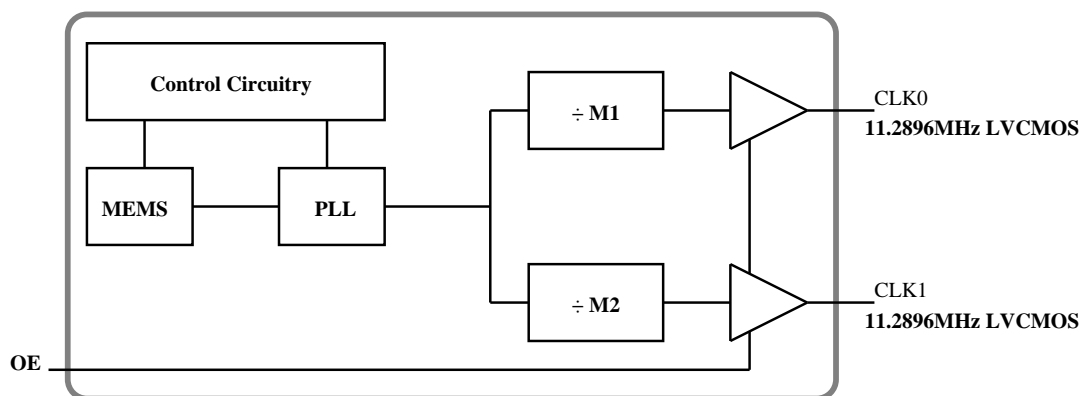 Control Circuitry
MEMS
PLL
÷ M1
÷ M2
CLK0
11.2896MHz LVCMOS
CLK1
11.2896MHz LVCMOS
OE